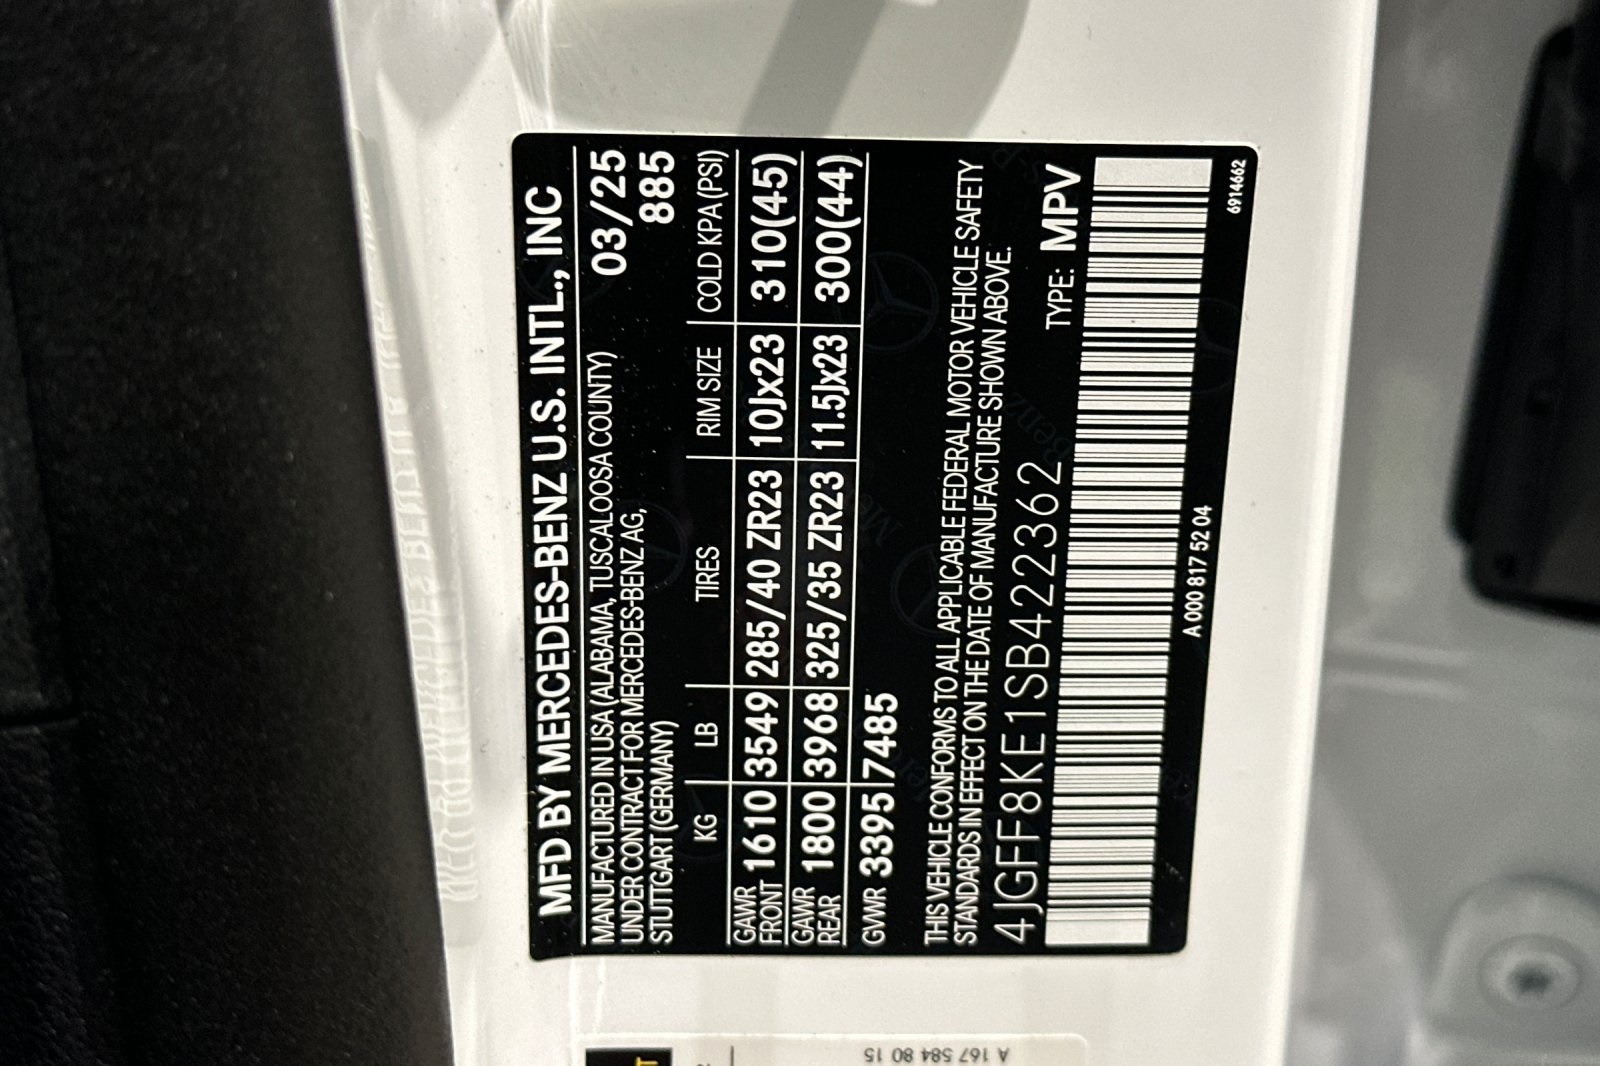 MFD BY MERCEDES-BENZ U.S. INTL., INC
MANUFACTURED IN USA (ALABAMA, TUSCALOOSA COUNTY) 03/25
UNDER CONTRACT FOR MERCEDES-BENZ AG, 885
STUTTGART (GERMANY)
KG LB TIRES RIM SIZE COLD KPA (PSI)
GAWR FRONT 1610 3549 285/40 ZR23 10Jx23 310(45)
GAWR REAR 1800 3968 325/35 ZR23 11.5Jx23 300(44)
GVWR 3395 7485
THIS VEHICLE CONFORMS TO ALL APPLICABLE FEDERAL MOTOR VEHICLE SAFETY
STANDARDS IN EFFECT ON THE DATE OF MANUFACTURE SHOWN ABOVE.
4JGFF8KE1SB422362 TYPE: MPV
A 000 817 52 04 6914662
A 167 584 80 15